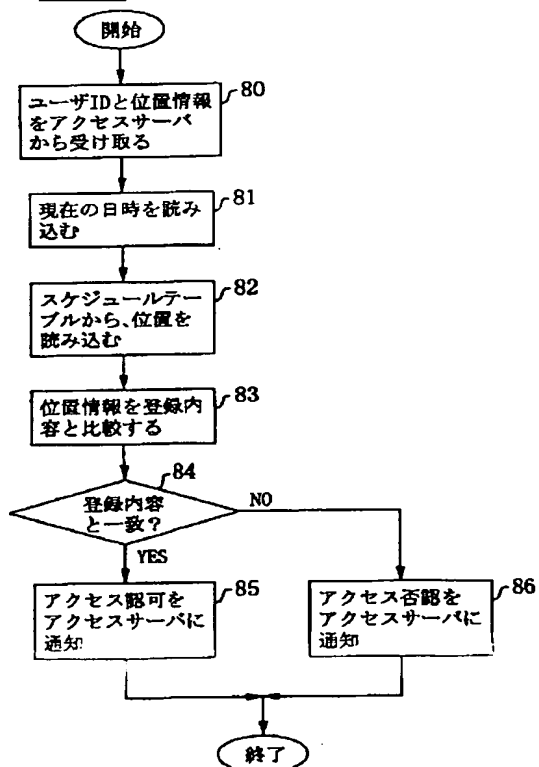 開始
80
ユーザIDと位置情報
をアクセスサーバ
から受け取る
81
現在の日時を読み
込む
82
スケジュールテー
ブルから、位置を
読み込む
83
位置情報を登録内
容と比較する
84
登録内容
と一致？
NO
YES
85
アクセス認可を
アクセスサーバに
通知
86
アクセス否認を
アクセスサーバに
通知
終了